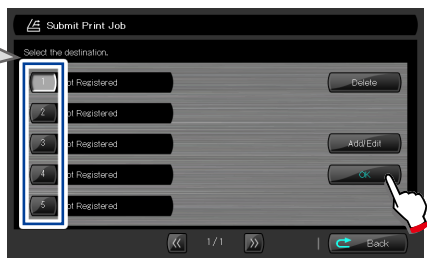 Submit Print Job
Select the destination.
1 ot Registered
Delete
2 ot Registered
3 ot Registered
Add/Edit
4 ot Registered
OK
5 ot Registered
1/1
Back